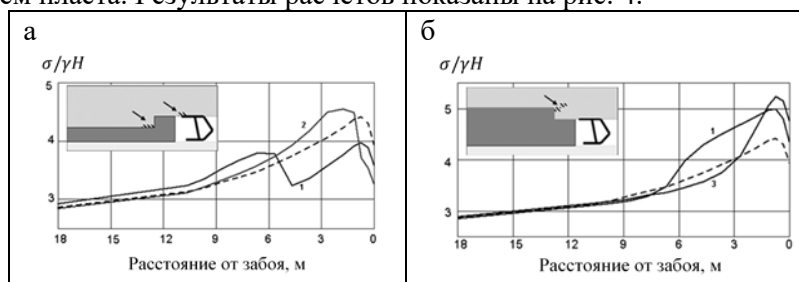 ем пласта. Результаты расчетов показаны на рис. 4.
а
σ/γH
5
4
3
2
1
18 15 12 9 6 3 0
Расстояние от забоя, м
б
σ/γH
5
4
3
1
3
18 15 12 9 6 3 0
Расстояние от забоя, м